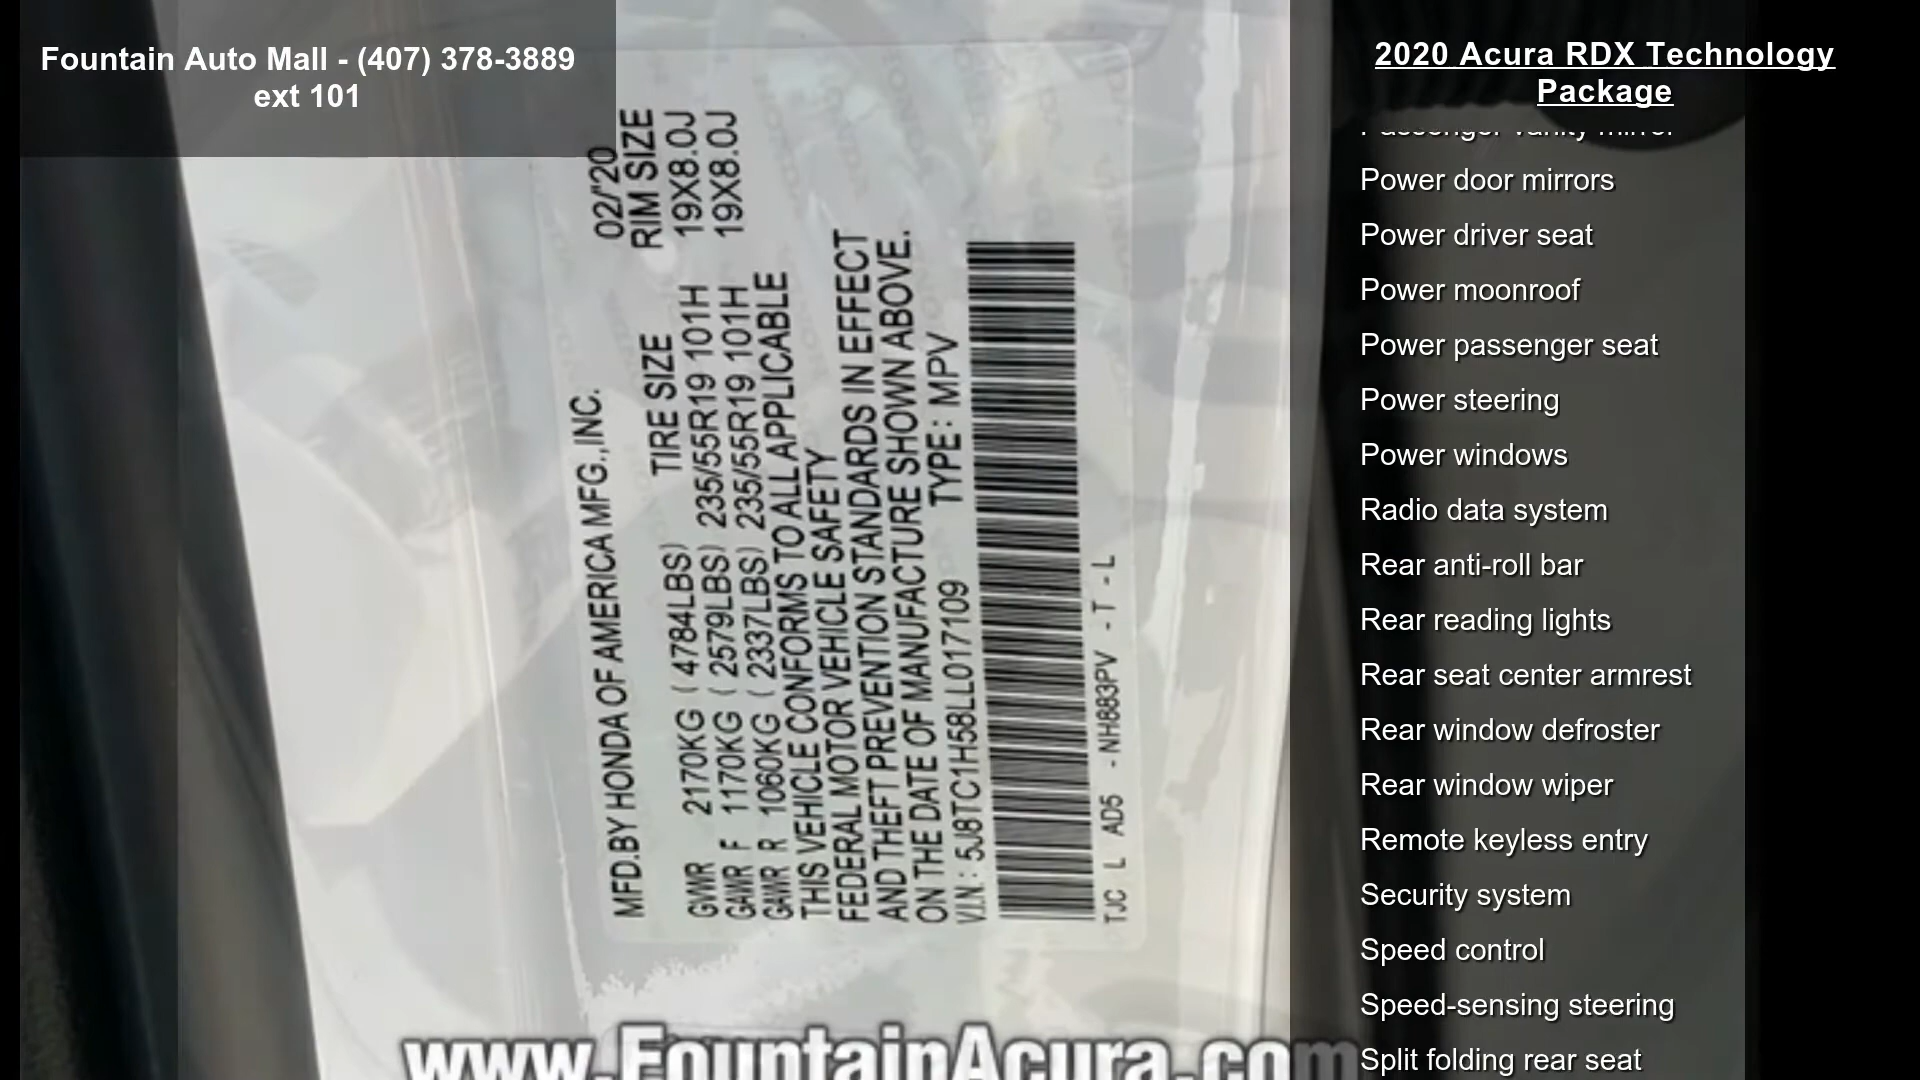 Fountain Auto Mall - (407) 378-3889
ext 101
2020 Acura RDX Technology
Package
Passenger vanity mirror
Power door mirrors
Power driver seat
Power moonroof
Power passenger seat
Power steering
Power windows
Radio data system
Rear anti-roll bar
Rear reading lights
Rear seat center armrest
Rear window defroster
Rear window wiper
Remote keyless entry
Security system
Speed control
Speed-sensing steering
Split folding rear seat
MFD.BY HONDA OF AMERICA MFG.,INC. 02/'20
TIRE SIZE RIM SIZE
GVWR 2170KG ( 4784LBS) 235/55R19 101H 19X8.0J
GAWR F 1170KG ( 2579LBS) 235/55R19 101H 19X8.0J
GAWR R 1060KG ( 2337LBS)
THIS VEHICLE CONFORMS TO ALL APPLICABLE
FEDERAL MOTOR VEHICLE SAFETY
AND THEFT PREVENTION STANDARDS IN EFFECT
ON THE DATE OF MANUFACTURE SHOWN ABOVE.
V.I.N.: 5J8TC1H58LL017109 TYPE: MPV
TJC L AD5 - NH883PV - T - L
www.FountainAcura.com